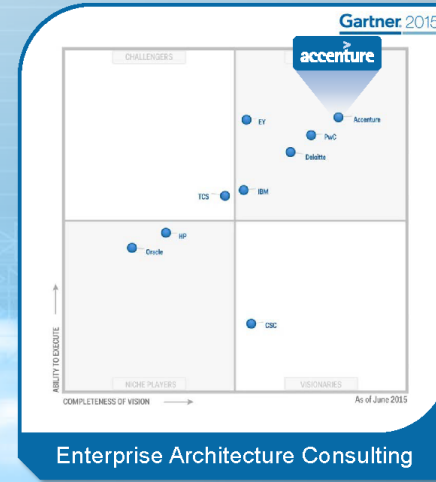 Gartner 2015
CHALLENGERS
accenture
EY
Accenture
PwC
Deloitte
TCS
IBM
HP
Oracle
CSC
ABILITY TO EXECUTE
NICHE PLAYERS
VISIONARIES
COMPLETENESS OF VISION
As of June 2015
Enterprise Architecture Consulting